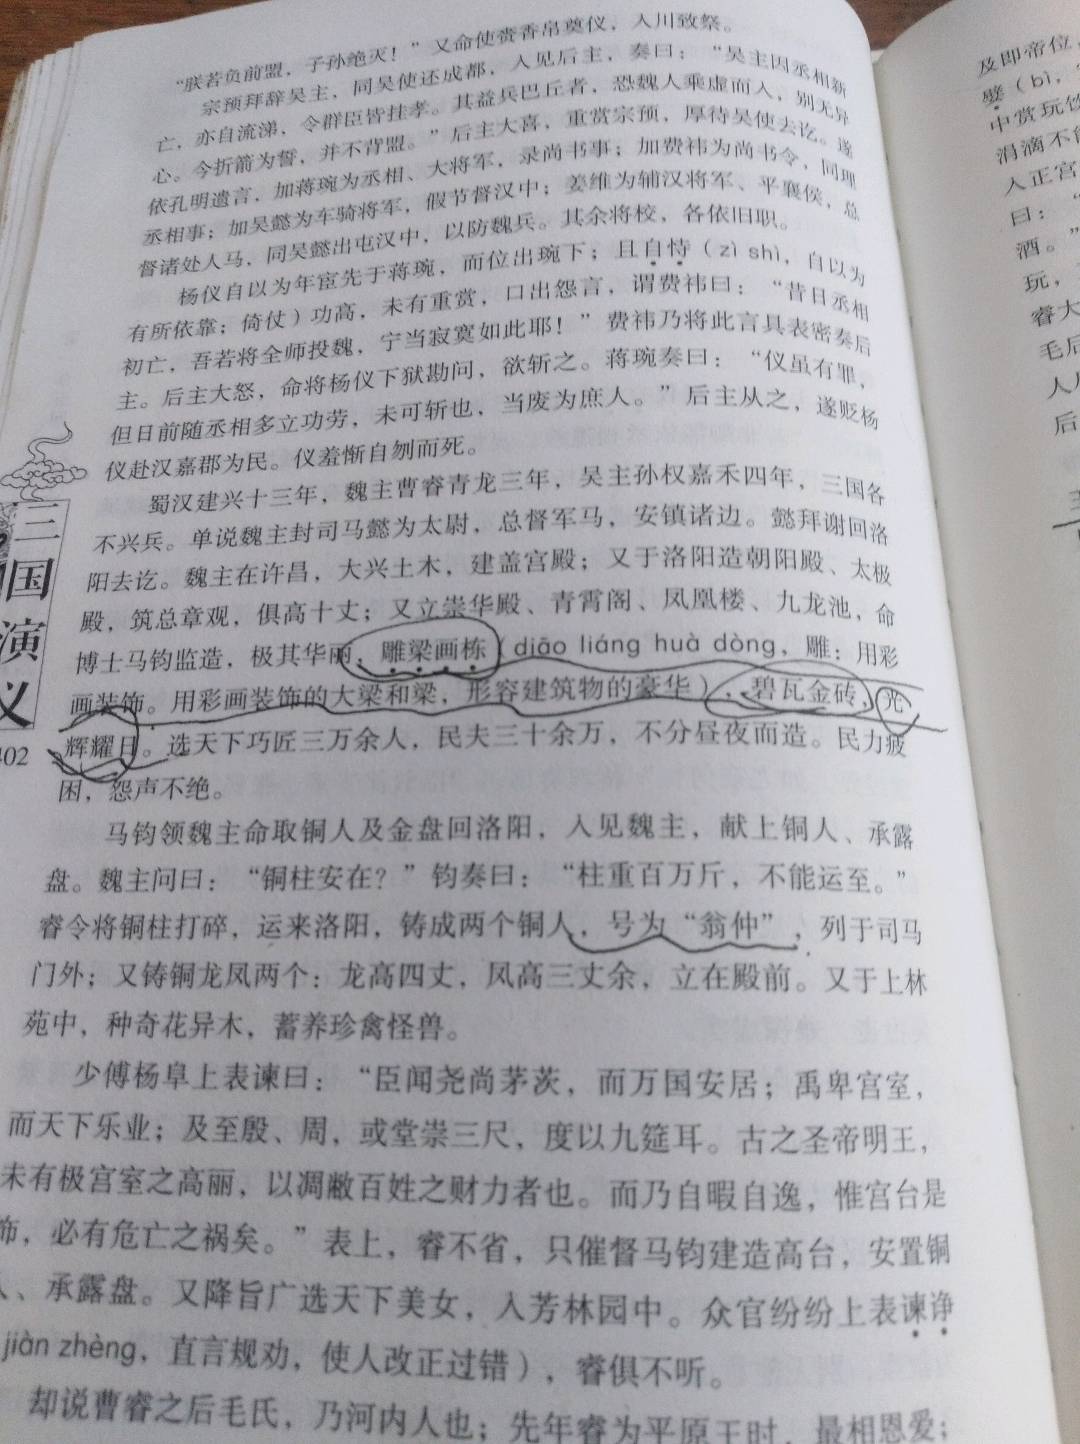 “朕若负前盟，子孙绝灭！”又命使赍香帛奠仪，入川致祭。
宗预拜辞吴主，同吴使还成都，入见后主，奏曰：“吴主因丞相新
亡，亦自流涕，令群臣皆挂孝。其益兵巴丘者，恐魏人乘虚而入，别无异
心。今折箭为誓，并不背盟。”后主大喜，重赏宗预，厚待吴使去讫。遂
依孔明遗言，加蒋琬为丞相、大将军，录尚书事；加费祎为尚书令，同理
丞相事；加吴懿为车骑将军，假节督汉中；姜维为辅汉将军、平襄侯，总
督诸处人马，同吴懿出屯汉中，以防魏兵。其余将校，各依旧职。
杨仪自以为年宦先于蒋琬，而位出琬下；且自恃（zì shì，自以为
有所依靠；倚仗）功高，未有重赏，口出怨言，谓费祎曰：“昔日丞相
初亡，吾若将全师投魏，宁当寂寞如此耶！”费祎乃将此言具表密奏后
主。后主大怒，命将杨仪下狱勘问，欲斩之。蒋琬奏曰：“仪虽有罪，
但日前随丞相多立功劳，未可斩也，当废为庶人。”后主从之，遂贬杨
仪赴汉嘉郡为民。仪羞惭自刎而死。
蜀汉建兴十三年，魏主曹睿青龙三年，吴主孙权嘉禾四年，三国各
不兴兵。单说魏主封司马懿为太尉，总督军马，安镇诸边。懿拜谢回洛
阳去讫。魏主在许昌，大兴土木，建盖宫殿；又于洛阳造朝阳殿、太极
殿，筑总章观，俱高十丈；又立崇华殿、青霄阁、凤凰楼、九龙池，命
博士马钧监造，极其华丽，雕梁画栋（diāo liáng huà dòng，雕：用彩
画装饰。用彩画装饰的大梁和梁，形容建筑物的豪华），碧瓦金砖，光
辉耀日。选天下巧匠三万余人，民夫三十余万，不分昼夜而造。民力疲
困，怨声不绝。
马钧领魏主命取铜人及金盘回洛阳，入见魏主，献上铜人、承露
盘。魏主问曰：“铜柱安在？”钧奏曰：“柱重百万斤，不能运至。”
睿令将铜柱打碎，运来洛阳，铸成两个铜人，号为“翁仲”，列于司马
门外；又铸铜龙凤两个：龙高四丈，凤高三丈余，立在殿前。又于上林
苑中，种奇花异木，蓄养珍禽怪兽。
少傅杨阜上表谏曰：“臣闻尧尚茅茨，而万国安居；禹卑宫室，
而天下乐业；及至殷、周，或堂崇三尺，度以九筵耳。古之圣帝明王，
未有极宫室之高丽，以凋敝百姓之财力者也。而乃自暇自逸，惟宫台是
饰，必有危亡之祸矣。”表上，睿不省，只催督马钧建造高台，安置铜
人、承露盘。又降旨广选天下美女，入芳林园中。众官纷纷上表谏诤
jiàn zhèng，直言规劝，使人改正过错），睿俱不听。
却说曹睿之后毛氏，乃河内人也；先年睿为平原王时，最相恩爱；
三国演义
402
及即帝位
嬖（bì，
中赏玩饮
涓滴不
人正宫
曰：“
酒。”
玩，
睿大
毛后
人
后